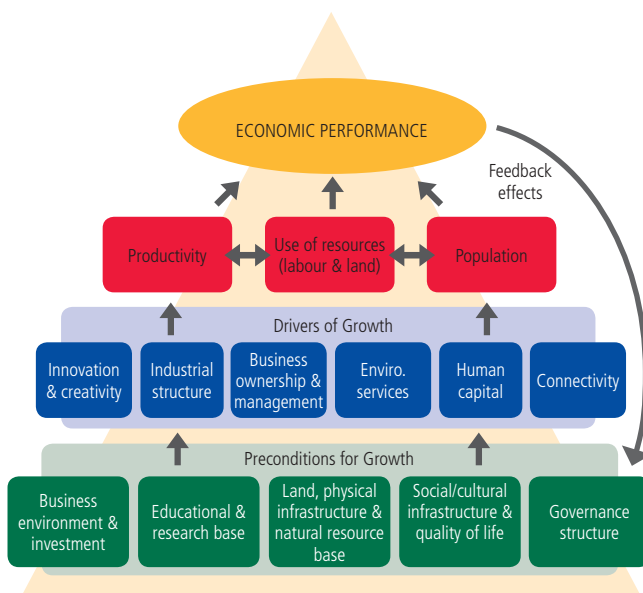 ECONOMIC PERFORMANCE
Feedback
effects
Productivity
Use of resources
(labour & land)
Population
Drivers of Growth
Innovation
& creativity
Industrial
structure
Business
ownership &
management
Enviro.
services
Human
capital
Connectivity
Preconditions for Growth
Business
environment &
investment
Educational &
research base
Land, physical
infrastructure &
natural resource
base
Social/cultural
infrastructure &
quality of life
Governance
structure